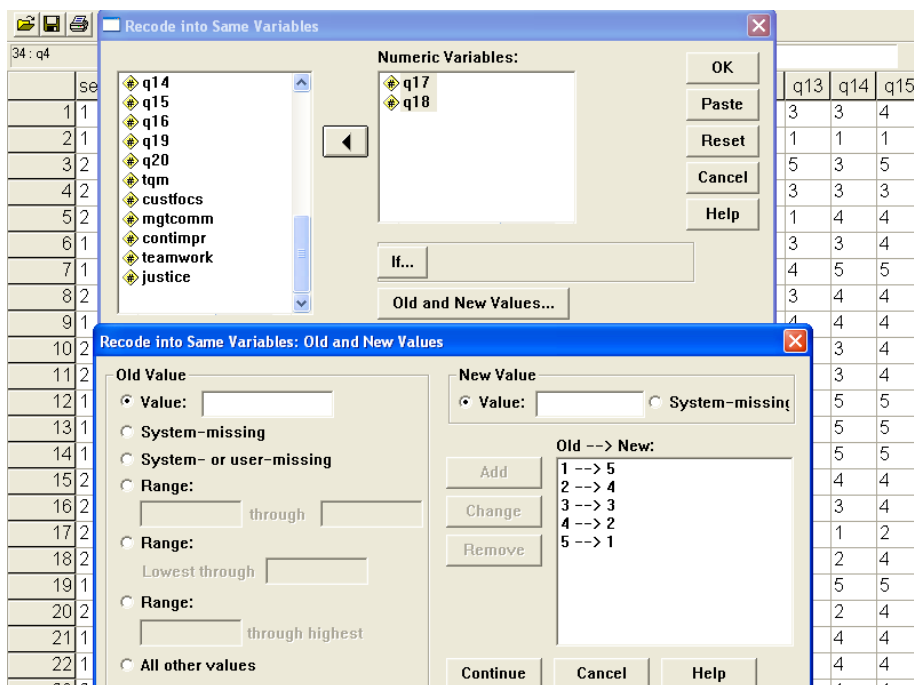 Recode into Same Variables
34 : q4
Numeric Variables:
q14
q15
q16
q19
q20
tqm
custfocs
mgtcomm
contimpr
teamwork
justice
q17
q18
OK
Paste
Reset
Cancel
Help
If...
Old and New Values...
se q13 q14 q15
1 1 3 3 4
2 1 1 1 1
3 2 5 3 5
4 2 3 3 3
5 2 1 4 4
6 1 3 3 4
7 1 4 5 5
8 2 3 4 4
9 1 4 4 4
10 2 3 4
11 2 3 4
12 1 5 5
13 1 5 5
14 1 5 5
15 2 4 4
16 2 3 4
17 2 1 2
18 2 2 4
19 1 5 5
20 2 2 4
21 1 4 4
22 1 4 4
Recode into Same Variables: Old and New Values
Old Value
Value:
System-missing
System- or user-missing
Range:
through
Range:
Lowest through
Range:
through highest
All other values
New Value
Value: System-missing
Old --> New:
Add
Change
Remove
1 --> 5
2 --> 4
3 --> 3
4 --> 2
5 --> 1
Continue
Cancel
Help